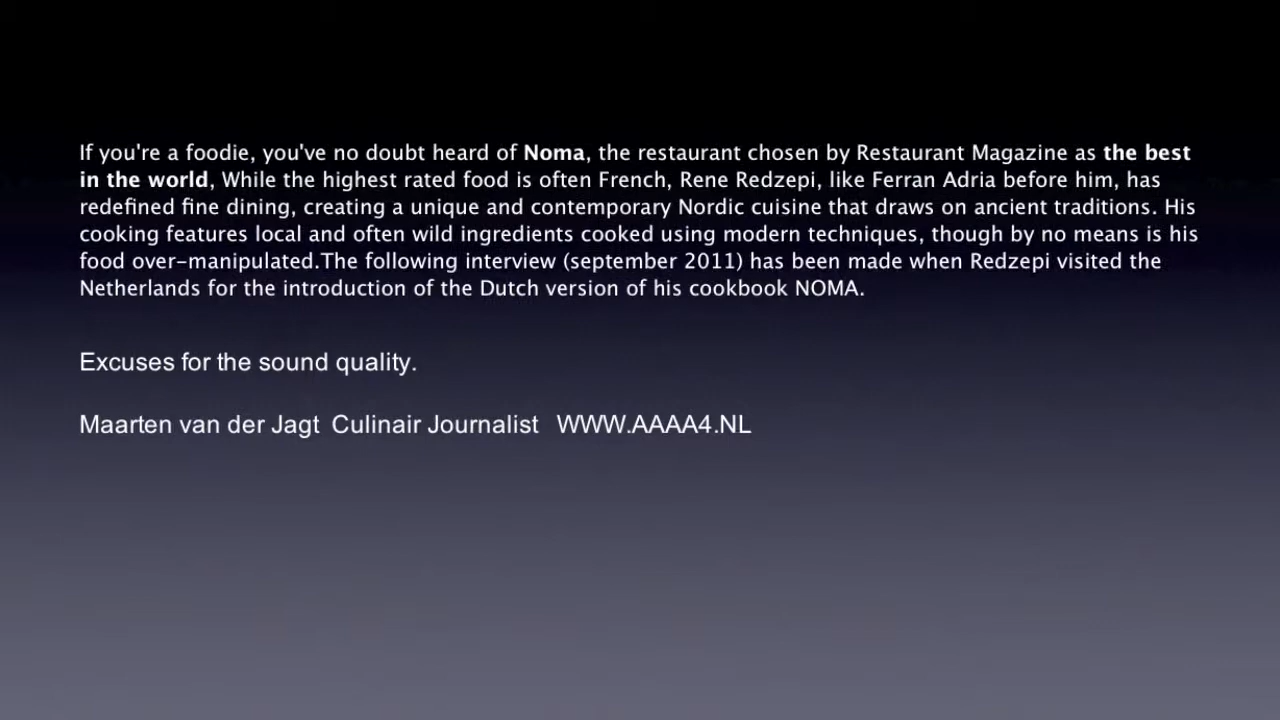 If you're a foodie, you've no doubt heard of Noma, the restaurant chosen by Restaurant Magazine as the best
in the world, While the highest rated food is often French, Rene Redzepi, like Ferran Adria before him, has
redefined fine dining, creating a unique and contemporary Nordic cuisine that draws on ancient traditions. His
cooking features local and often wild ingredients cooked using modern techniques, though by no means is his
food over-manipulated.The following interview (september 2011) has been made when Redzepi visited the
Netherlands for the introduction of the Dutch version of his cookbook NOMA.
Excuses for the sound quality.
Maarten van der Jagt Culinair Journalist WWW.AAAA4.NL